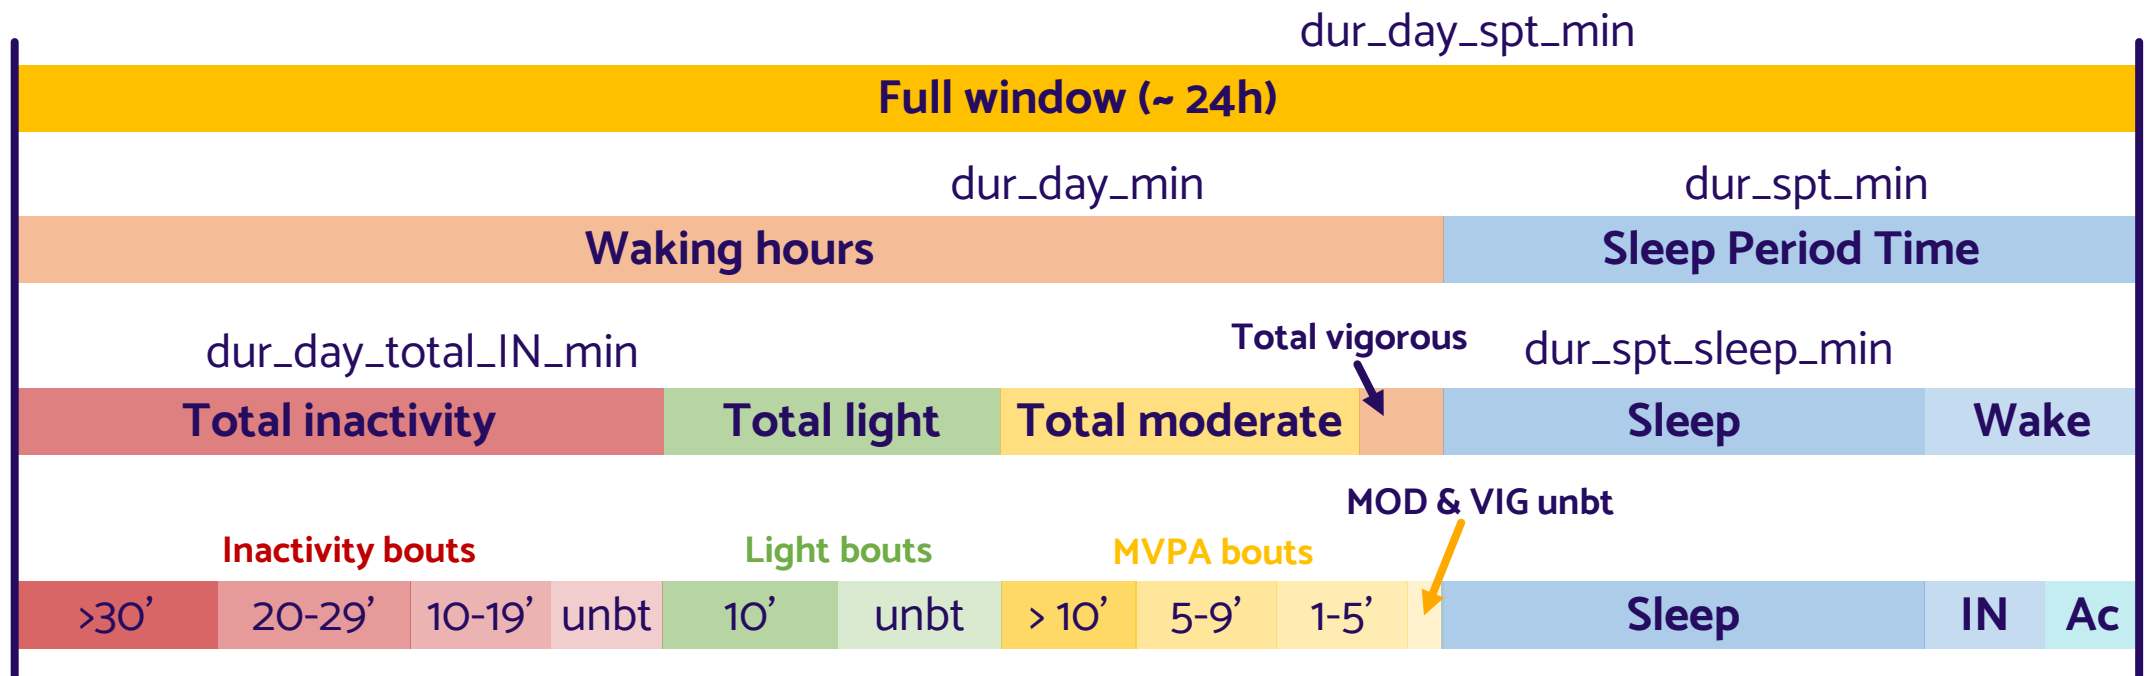 dur_day_spt_min
Full window (~ 24h)
dur_day_min
dur_spt_min
Waking hours
Sleep Period Time
dur_day_total_IN_min
Total vigorous
dur_spt_sleep_min
Total inactivity
Total light
Total moderate
Sleep
Wake
MOD & VIG unbt
Inactivity bouts
Light bouts
MVPA bouts
>30’
20-29’
10-19’
unbt
10’
unbt
> 10’
5-9’
1-5’
Sleep
IN
Ac